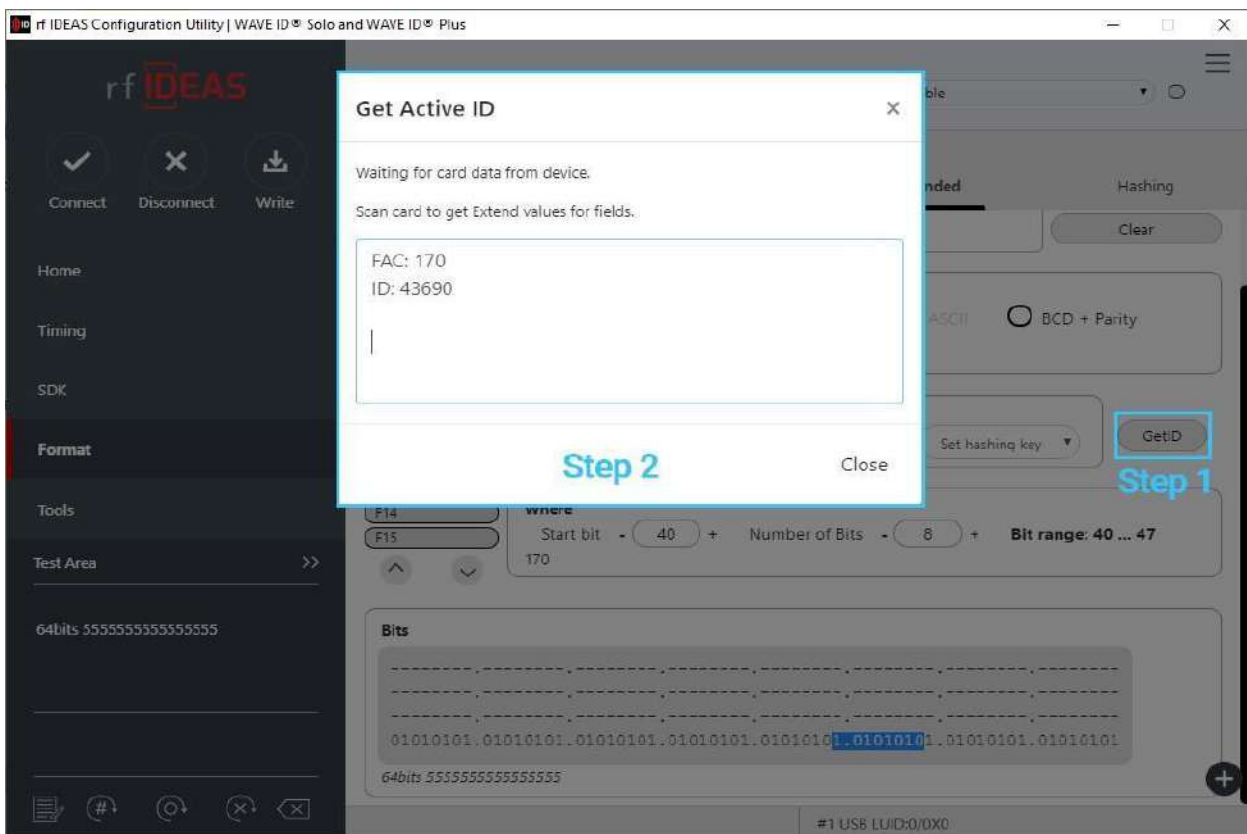 rf IDEAS Configuration Utility | WAVE ID® Solo and WAVE ID® Plus
rf IDEAS
Connect
Disconnect
Write
Home
Timing
SDK
Format
Tools
Test Area >>
64bits 5555555555555555
Get Active ID
Waiting for card data from device.
Scan card to get Extend values for fields.
FAC: 170
ID: 43690
Step 2
Close
ble
nded
Hashing
Clear
ASCII
BCD + Parity
Set hashing key
GetID
Step 1
F14
F15
Where
Start bit - 40 + Number of Bits - 8 + Bit range: 40 ... 47
170
Bits
--------.--------.--------.--------.--------.--------.--------.--------
--------.--------.--------.--------.--------.--------.--------.--------
--------.--------.--------.--------.--------.--------.--------.--------
01010101.01010101.01010101.01010101.01010101.01010101.01010101.01010101
64bits 5555555555555555
#1 USB LUID:0/0X0